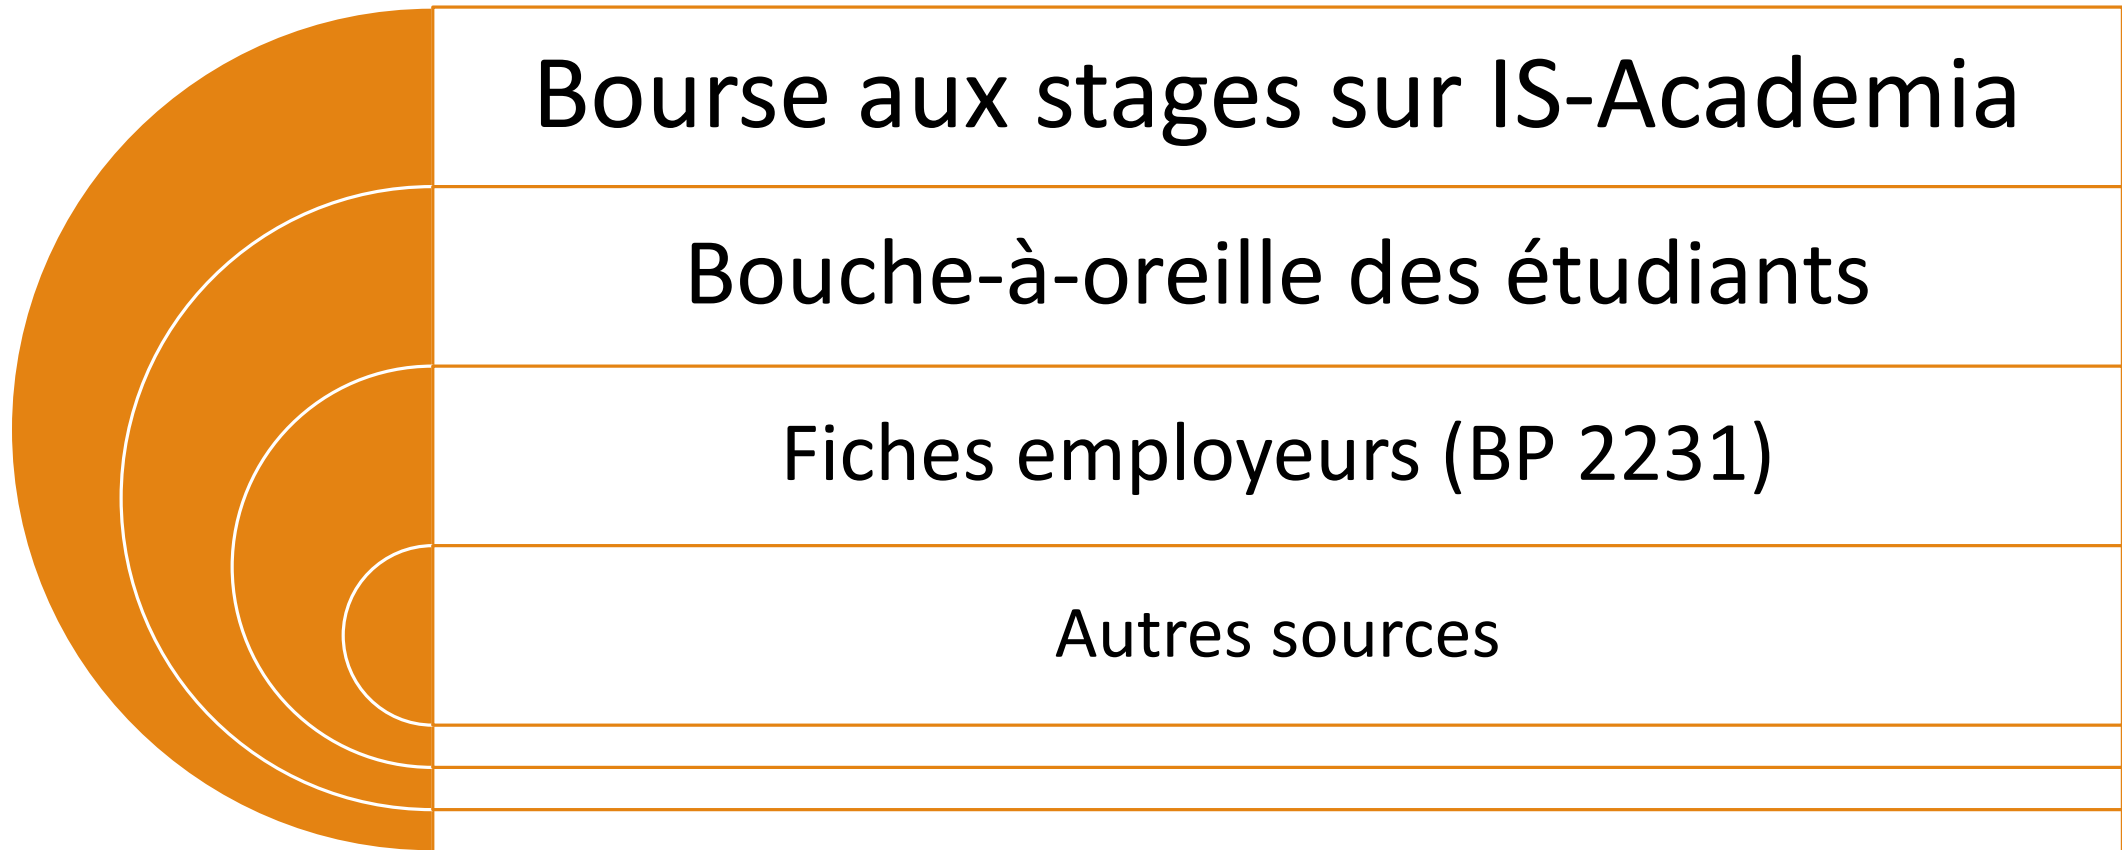 Bourse aux stages sur IS-Academia
Bouche-à-oreille des étudiants
Fiches employeurs (BP 2231)
Autres sources